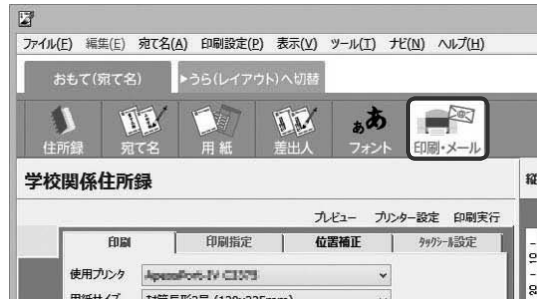 ファイル(F) 編集(E) 宛て名(A) 印刷設定(P) 表示(V) ツール(T) ナビ(N) ヘルプ(H)
おもて(宛て名) ▶うら(レイアウト)へ切替
住所録 宛て名 用紙 差出人 フォント 印刷・メール
学校関係住所録
プレビュー プリンター設定 印刷実行
印刷 印刷指定 位置補正 タックシール設定
使用プリンタ
用紙サイズ